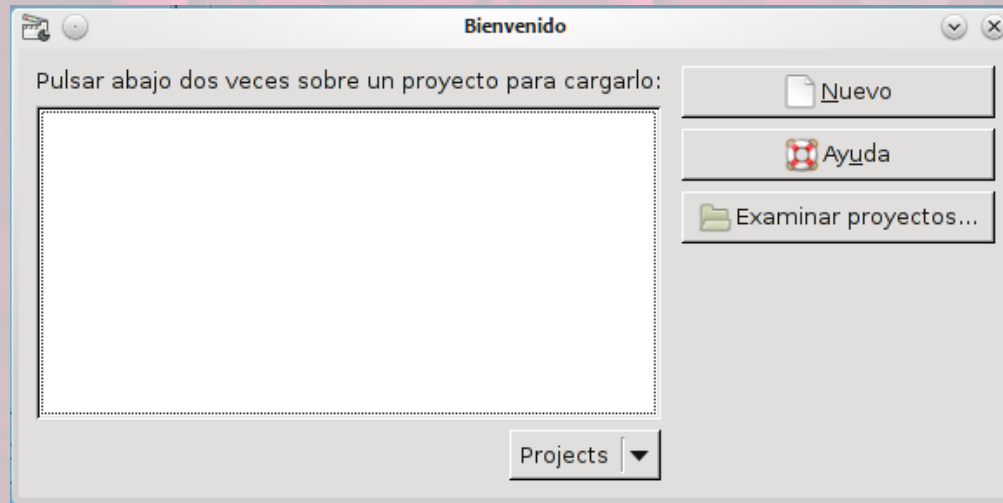 Bienvenido
Pulsar abajo dos veces sobre un proyecto para cargarlo:
Nuevo
Ayuda
Examinar proyectos...
Projects